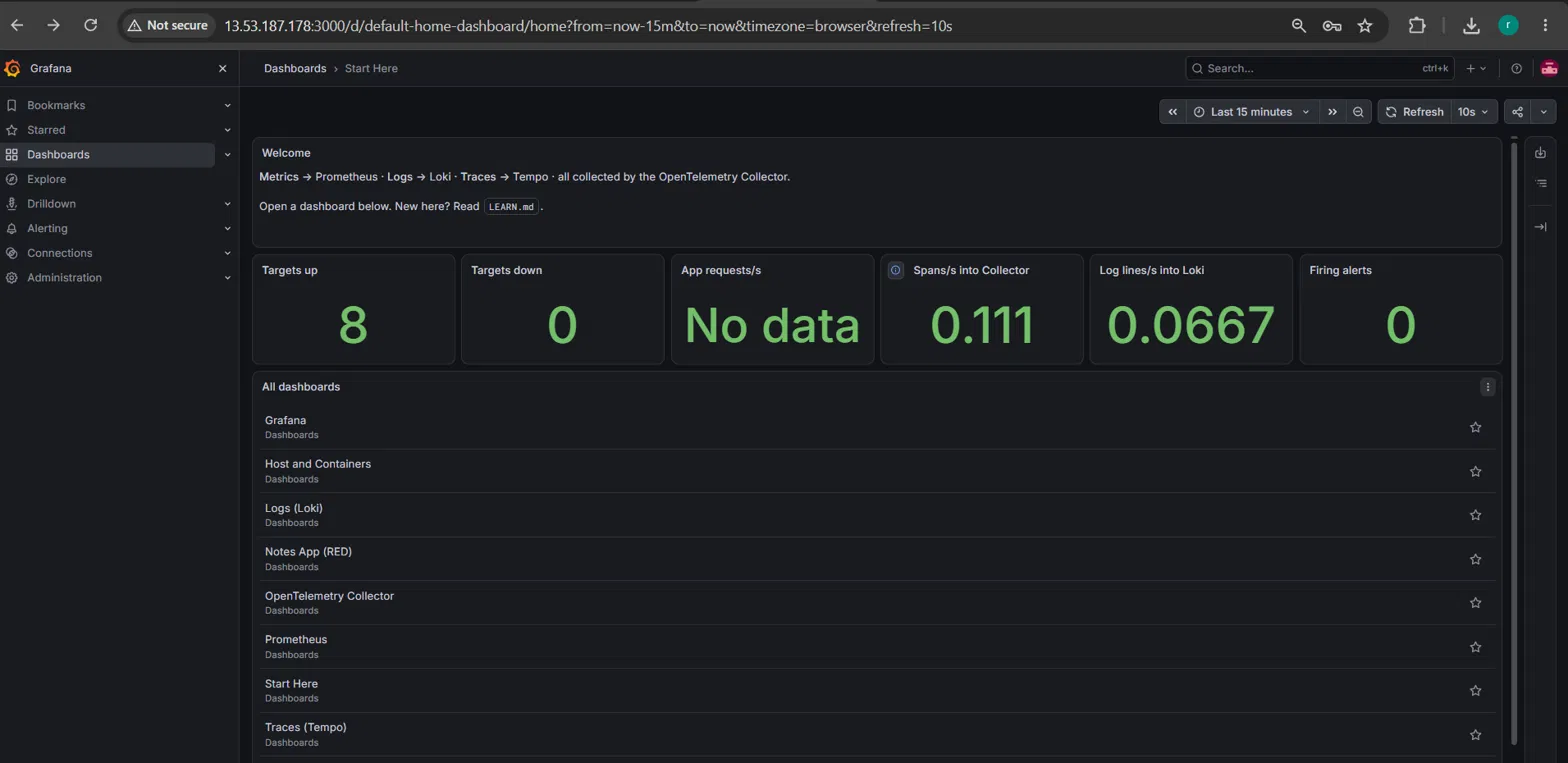 Not secure
13.53.187.178:3000/d/default-home-dashboard/home?from=now-15m&to=now&timezone=browser&refresh=10s
r
Grafana
Dashboards › Start Here
Search...
ctrl+k
Bookmarks
Starred
Dashboards
Explore
Drilldown
Alerting
Connections
Administration
Last 15 minutes
Refresh
10s
Welcome
Metrics → Prometheus · Logs → Loki · Traces → Tempo · all collected by the OpenTelemetry Collector.
Open a dashboard below. New here? Read LEARN.md.
Targets up
8
Targets down
0
App requests/s
No data
Spans/s into Collector
0.111
Log lines/s into Loki
0.0667
Firing alerts
0
All dashboards
Grafana
Dashboards
Host and Containers
Dashboards
Logs (Loki)
Dashboards
Notes App (RED)
Dashboards
OpenTelemetry Collector
Dashboards
Prometheus
Dashboards
Start Here
Dashboards
Traces (Tempo)
Dashboards